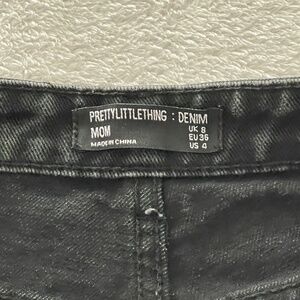 PRETTYLITTLETHING : DENIM
MOM
UK 8
EU 36
US 4
MADE IN CHINA